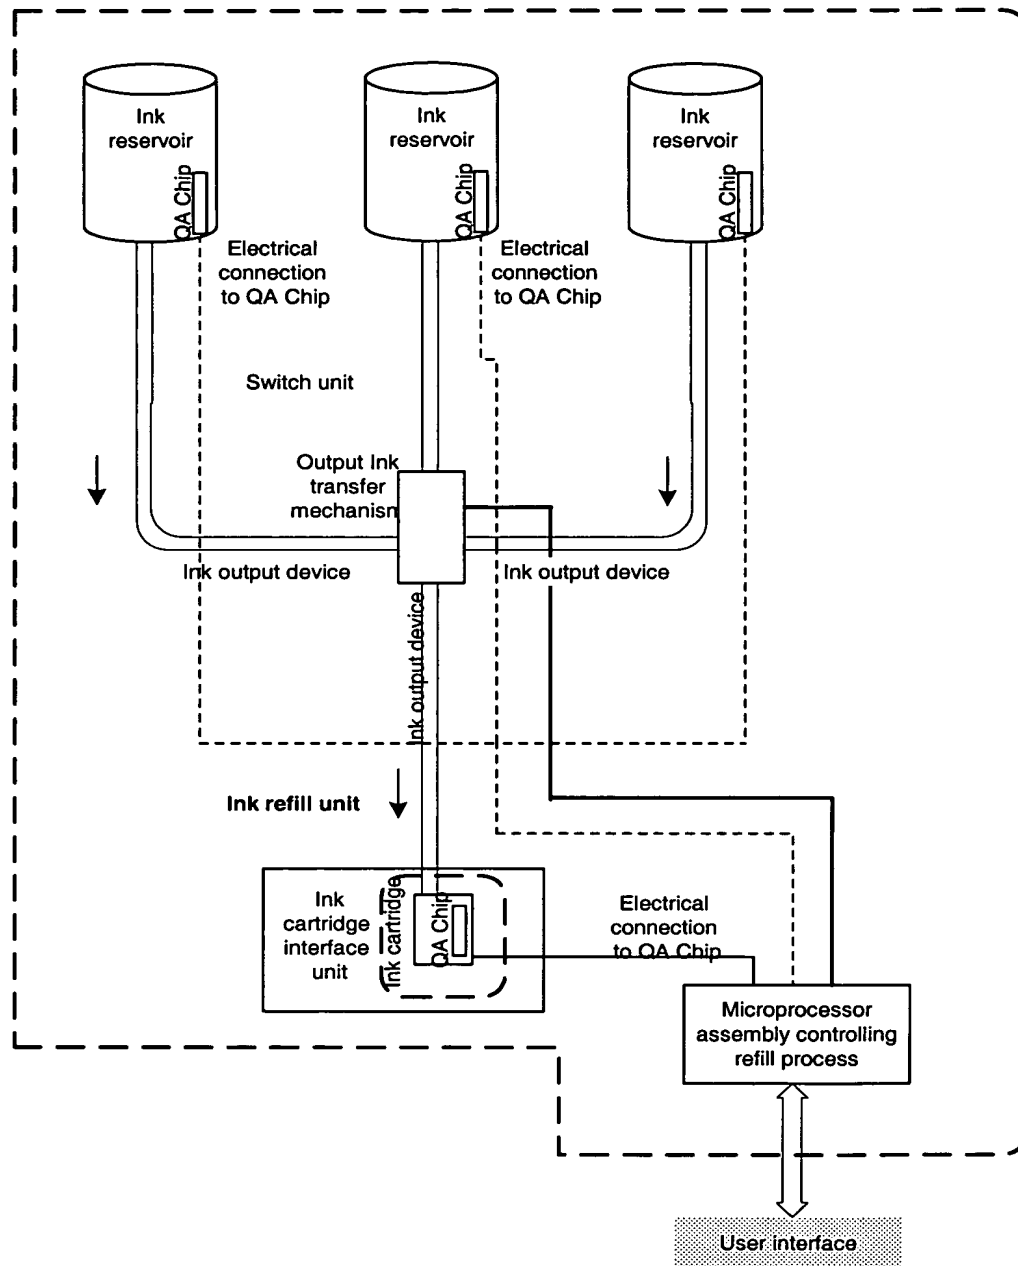 Ink
reservoir
QA Chip
Ink
reservoir
QA Chip
Ink
reservoir
QA Chip
Electrical
connection
to QA Chip
Electrical
connection
to QA Chip
Switch unit
Output Ink
transfer
mechanism
Ink output device
Ink output device
Ink output device
Ink refill unit
Ink
cartridge
interface
unit
Ink cartridge
QA Chip
Electrical
connection
to QA Chip
Microprocessor
assembly controlling
refill process
User interface